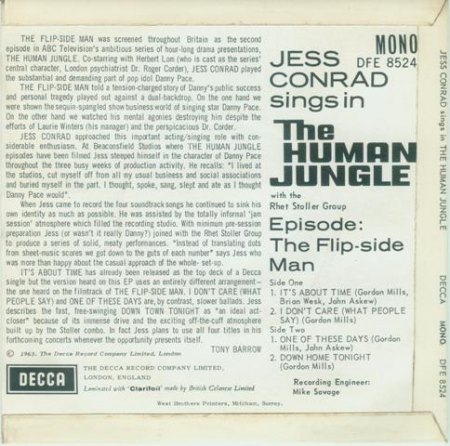 THE FLIP-SIDE MAN was screened throughout Britain as the second
episode in ABC Television's ambitious series of hour-long drama presentations,
THE HUMAN JUNGLE. Co-starring with Herbert Lom (who is cast as the series'
central character, London psychiatrist Dr. Roger Corder), JESS CONRAD played
the substantial and demanding part of pop idol Danny Pace.
THE FLIP-SIDE MAN told a tension-charged story of Danny's public success
and personal tragedy played out against a dual-backdrop. On the one hand we
were shown the sequin-spangled show business world of singing star Danny Pace.
On the other hand we watched his mental agonies destroying him despite the
efforts of Laurie Winters (his manager) and the perspicacious Dr. Corder.
JESS CONRAD approached this important acting/singing role with con-
siderable enthusiasm. At Beaconsfield Studios where THE HUMAN JUNGLE
episodes have been filmed Jess steeped himself in the character of Danny Pace
throughout the three busy weeks of production activity. He recalls: "I lived at
the studios, cut myself off from all my usual business and social associations
and buried myself in the part. I thought, spoke, sang, slept and ate as I thought
Danny Pace would".
When Jess came to record the four soundtrack songs he continued to sink his
own identity as much as possible. He was assisted by the totally informal 'jam
session' atmosphere which filled the recording studio. With minimum pre-session
preparation Jess (or wasn't it really Danny?) joined with the Rhet Stoller Group
to produce a series of solid, meaty performances. "Instead of translating dots
from sheet-music scores we got down to the guts of each number" says Jess who
was more than happy about the casual approach of the whole- set-up.
IT'S ABOUT TIME has already been released as the top deck of a Decca
single but the version heard on this EP uses an entirely different arrangement—
the one heard on the filmtrack of THE FLIP-SIDE MAN. I DON'T CARE (WHAT
PEOPLE SAY) and ONE OF THESE DAYS are, by contrast, slower ballads. Jess
describes the fast, free-swinging DOWN TOWN TONIGHT as "an ideal act-
closer" because of its immense drive and the exciting off-the-cuff atmosphere
built up by the Stoller combo. In fact Jess plans to use all four titles in his
forthcoming concerts whenever the opportunity presents itself.
TONY BARROW
© 1963. The Decca Record Company Limited, London
DECCA
THE DECCA RECORD COMPANY LIMITED,
LONDON, ENGLAND
Laminated with 'Clarifoil' made by British Celanese Limited
West Brothers Printers, Mitcham, Surrey.
MONO
DFE 8524
JESS
CONRAD
sings in
The
HUMAN
JUNGLE
with the
Rhet Stoller Group
Episode:
The Flip-side
Man
Side One
1. IT'S ABOUT TIME (Gordon Mills,
Brian Wesk, John Askew)
2. I DON'T CARE (WHAT PEOPLE
SAY) (Gordon Mills)
Side Two
1. ONE OF THESE DAYS (Gordon
Mills, John Askew)
2. DOWN HOME TONIGHT
(Gordon Mills)
Recording Engineer:
Mike Savage
JESS CONRAD sings in THE HUMAN JUNGLE DECCA MONO DFE 8524